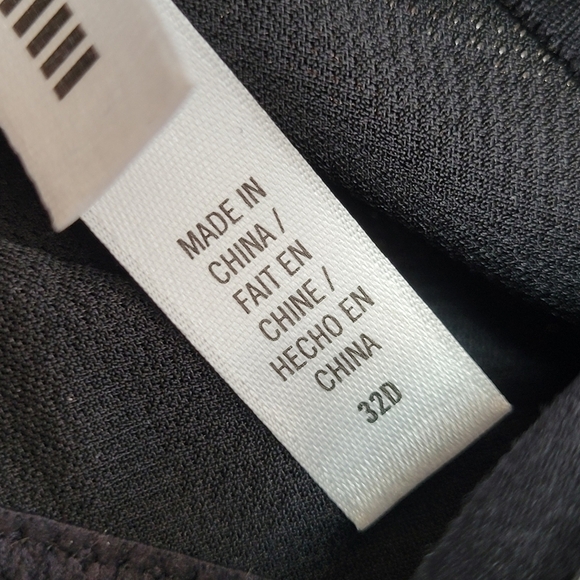 MADE IN
CHINA /
FAIT EN
CHINE /
HECHO EN
CHINA
32D